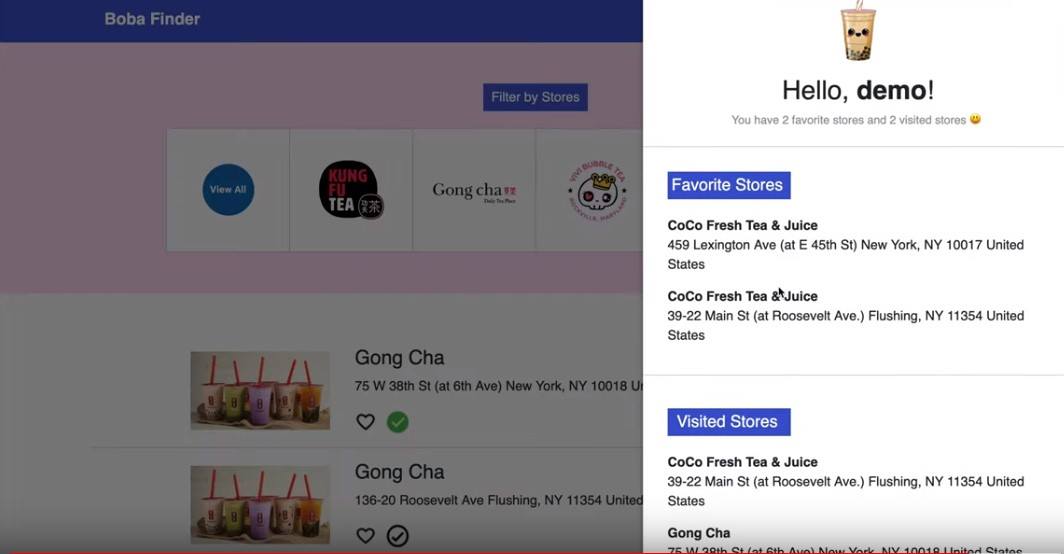 Boba Finder
Filter by Stores
View All
KUNG
FU
TEA
功夫
茶
Gong cha 貢茶
VIVI BUBBLE TEA
ROCKVILLE, MARYLAND
Gong Cha
75 W 38th St (at 6th Ave) New York, NY 10018 U
Gong Cha
136-20 Roosevelt Ave Flushing, NY 11354 United
Hello, demo!
You have 2 favorite stores and 2 visited stores 😃
Favorite Stores
CoCo Fresh Tea & Juice
459 Lexington Ave (at E 45th St) New York, NY 10017 United
States
CoCo Fresh Tea & Juice
39-22 Main St (at Roosevelt Ave.) Flushing, NY 11354 United
States
Visited Stores
CoCo Fresh Tea & Juice
39-22 Main St (at Roosevelt Ave.) Flushing, NY 11354 United
States
Gong Cha
75 W 38th St (at 6th Ave) New York, NY 10018 United States